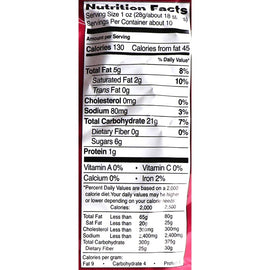 Nutrition Facts
Serving Size 1 oz (28g/about 18
Servings Per Container about 10
Amount per Serving
Calories 130 Calories from fat 45
% Daily Value*
Total Fat 5g 8%
Saturated Fat 2g 10%
Trans Fat 0g
Cholesterol 0mg 0%
Sodium 80mg 3%
Total Carbohydrate 21g 7%
Dietary Fiber 0g 0%
Sugars 6g
Protein 1g
Vitamin A 0% • Vitamin C 0%
Calcium 0% • Iron 2%
*Percent Daily Values are based on a 2,000
calorie diet. Your daily values may be higher
or lower depending on your calorie needs:
Calories: 2,000 2,500
Total Fat Less than 65g 80g
Sat Fat Less than 20g 25g
Cholesterol Less than 300mg 300mg
Sodium Less than 2,400mg 2,400mg
Total Carbohydrate 300g 375g
Dietary Fiber 25g 30g
Calories per gram:
Fat 9 • Carbohydrate 4 •